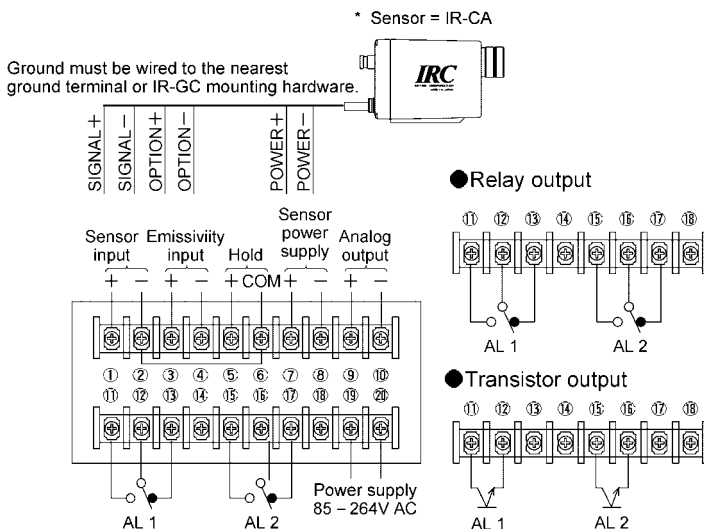 * Sensor = IR-CA
IRC
Ground must be wired to the nearest
ground terminal or IR-GC mounting hardware.
SIGNAL+
SIGNAL−
OPTION+
OPTION−
POWER+
POWER−
Sensor input
Emissiviity input
Hold
Sensor power supply
Analog output
+ − + − + COM + − + −
① ② ③ ④ ⑤ ⑥ ⑦ ⑧ ⑨ ⑩
⑪ ⑫ ⑬ ⑭ ⑮ ⑯ ⑰ ⑱ ⑲ ⑳
AL 1
AL 2
Power supply
85 – 264V AC
●Relay output
⑪ ⑫ ⑬ ⑭ ⑮ ⑯ ⑰ ⑱
AL 1
AL 2
●Transistor output
⑪ ⑫ ⑬ ⑭ ⑮ ⑯ ⑰ ⑱
AL 1
AL 2